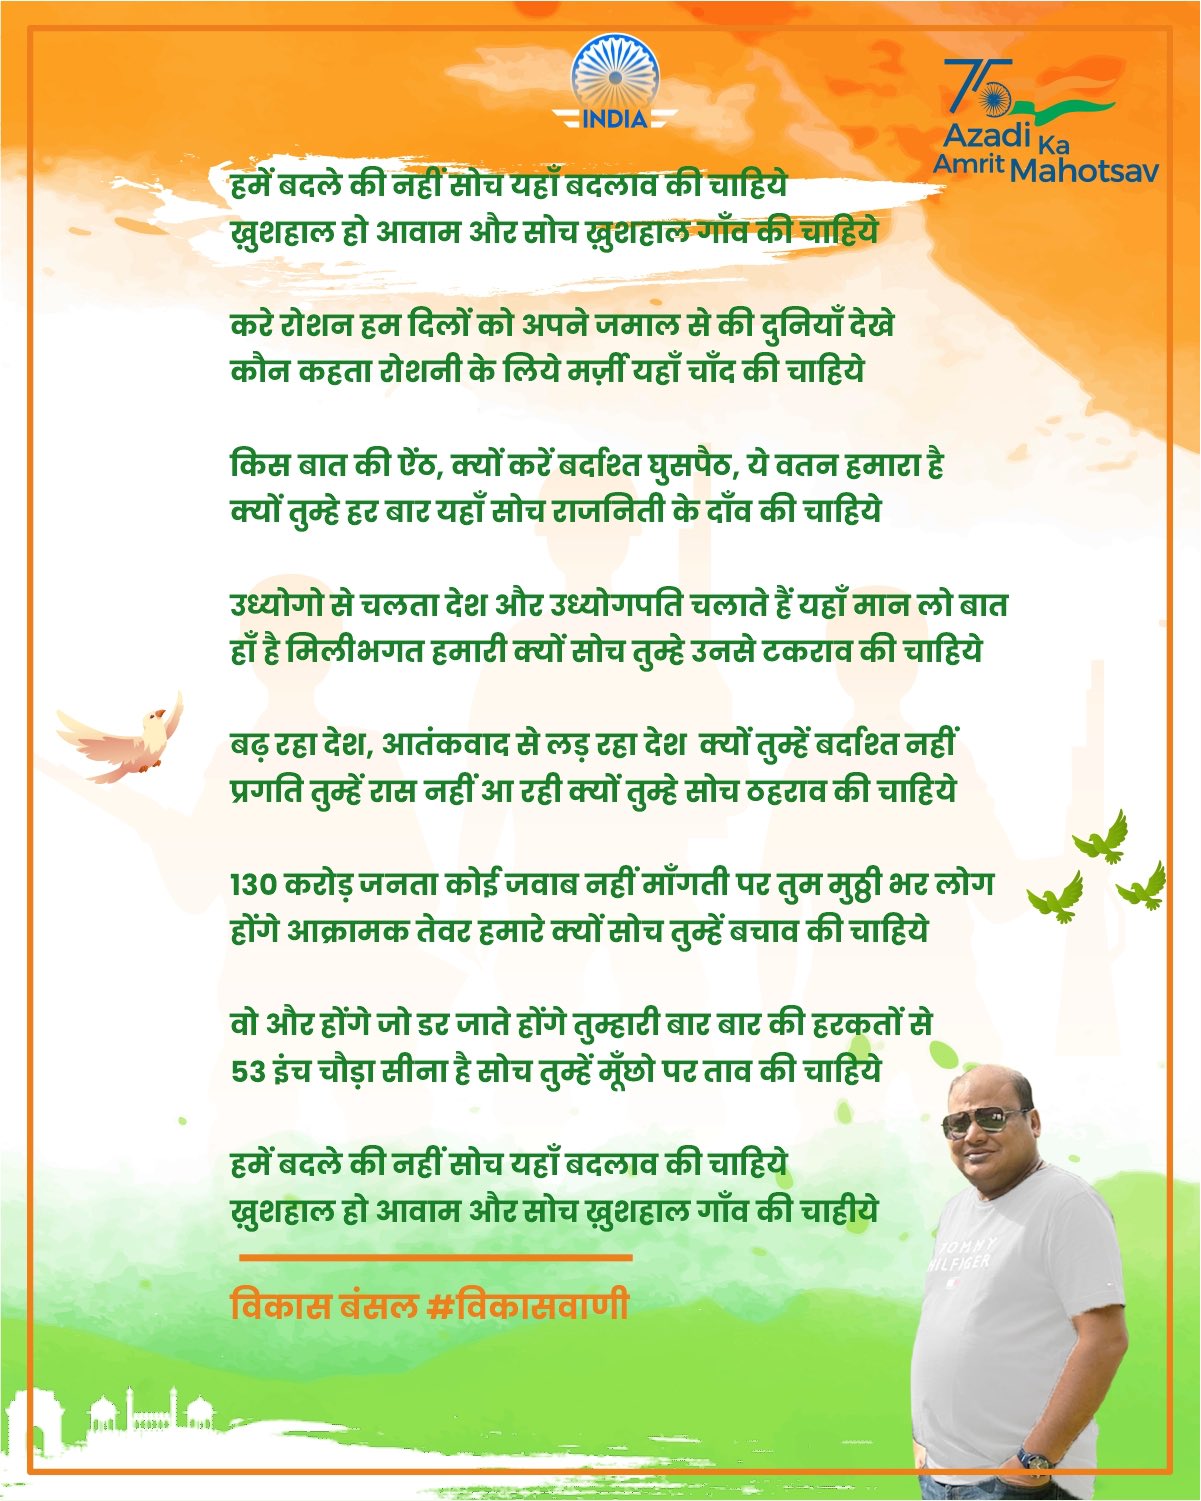 INDIA
75
Azadi Ka
Amrit Mahotsav
हमें बदले की नहीं सोच यहाँ बदलाव की चाहिये
ख़ुशहाल हो आवाम और सोच ख़ुशहाल गाँव की चाहिये
करे रोशन हम दिलों को अपने जमाल से की दुनियाँ देखे
कौन कहता रोशनी के लिये मर्ज़ी यहाँ चाँद की चाहिये
किस बात की ऐंठ, क्यों करें बर्दाश्त घुसपैठ, ये वतन हमारा है
क्यों तुम्हे हर बार यहाँ सोच राजनिती के दाँव की चाहिये
उध्योगो से चलता देश और उध्योगपति चलाते हैं यहाँ मान लो बात
हाँ है मिलीभगत हमारी क्यों सोच तुम्हे उनसे टकराव की चाहिये
बढ़ रहा देश, आतंकवाद से लड़ रहा देश क्यों तुम्हें बर्दाश्त नहीं
प्रगति तुम्हें रास नहीं आ रही क्यों तुम्हे सोच ठहराव की चाहिये
130 करोड़ जनता कोई जवाब नहीं माँगती पर तुम मुठ्ठी भर लोग
होंगे आक्रामक तेवर हमारे क्यों सोच तुम्हें बचाव की चाहिये
वो और होंगे जो डर जाते होंगे तुम्हारी बार बार की हरकतों से
53 इंच चौड़ा सीना है सोच तुम्हें मूँछो पर ताव की चाहिये
हमें बदले की नहीं सोच यहाँ बदलाव की चाहिये
ख़ुशहाल हो आवाम और सोच ख़ुशहाल गाँव की चाहीये
विकास बंसल #विकासवाणी
TOMMY
HILFIGER